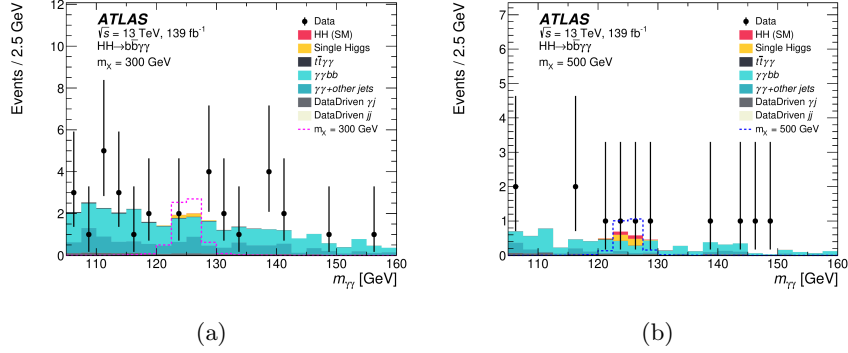 ATLAS
√s = 13 TeV, 139 fb⁻¹
HH→bb̄γγ
mX = 300 GeV
Data
HH (SM)
Single Higgs
tt̄γγ
γγbb
γγ+other jets
DataDriven γj
DataDriven jj
mX = 300 GeV
Events / 2.5 GeV
12
10
8
6
4
2
0
110 120 130 140 150 160
mγγ [GeV]
(a)
ATLAS
√s = 13 TeV, 139 fb⁻¹
HH→bb̄γγ
mX = 500 GeV
Data
HH (SM)
Single Higgs
tt̄γγ
γγbb
γγ+other jets
DataDriven γj
DataDriven jj
mX = 500 GeV
Events / 2.5 GeV
7
6
5
4
3
2
1
0
110 120 130 140 150 160
mγγ [GeV]
(b)